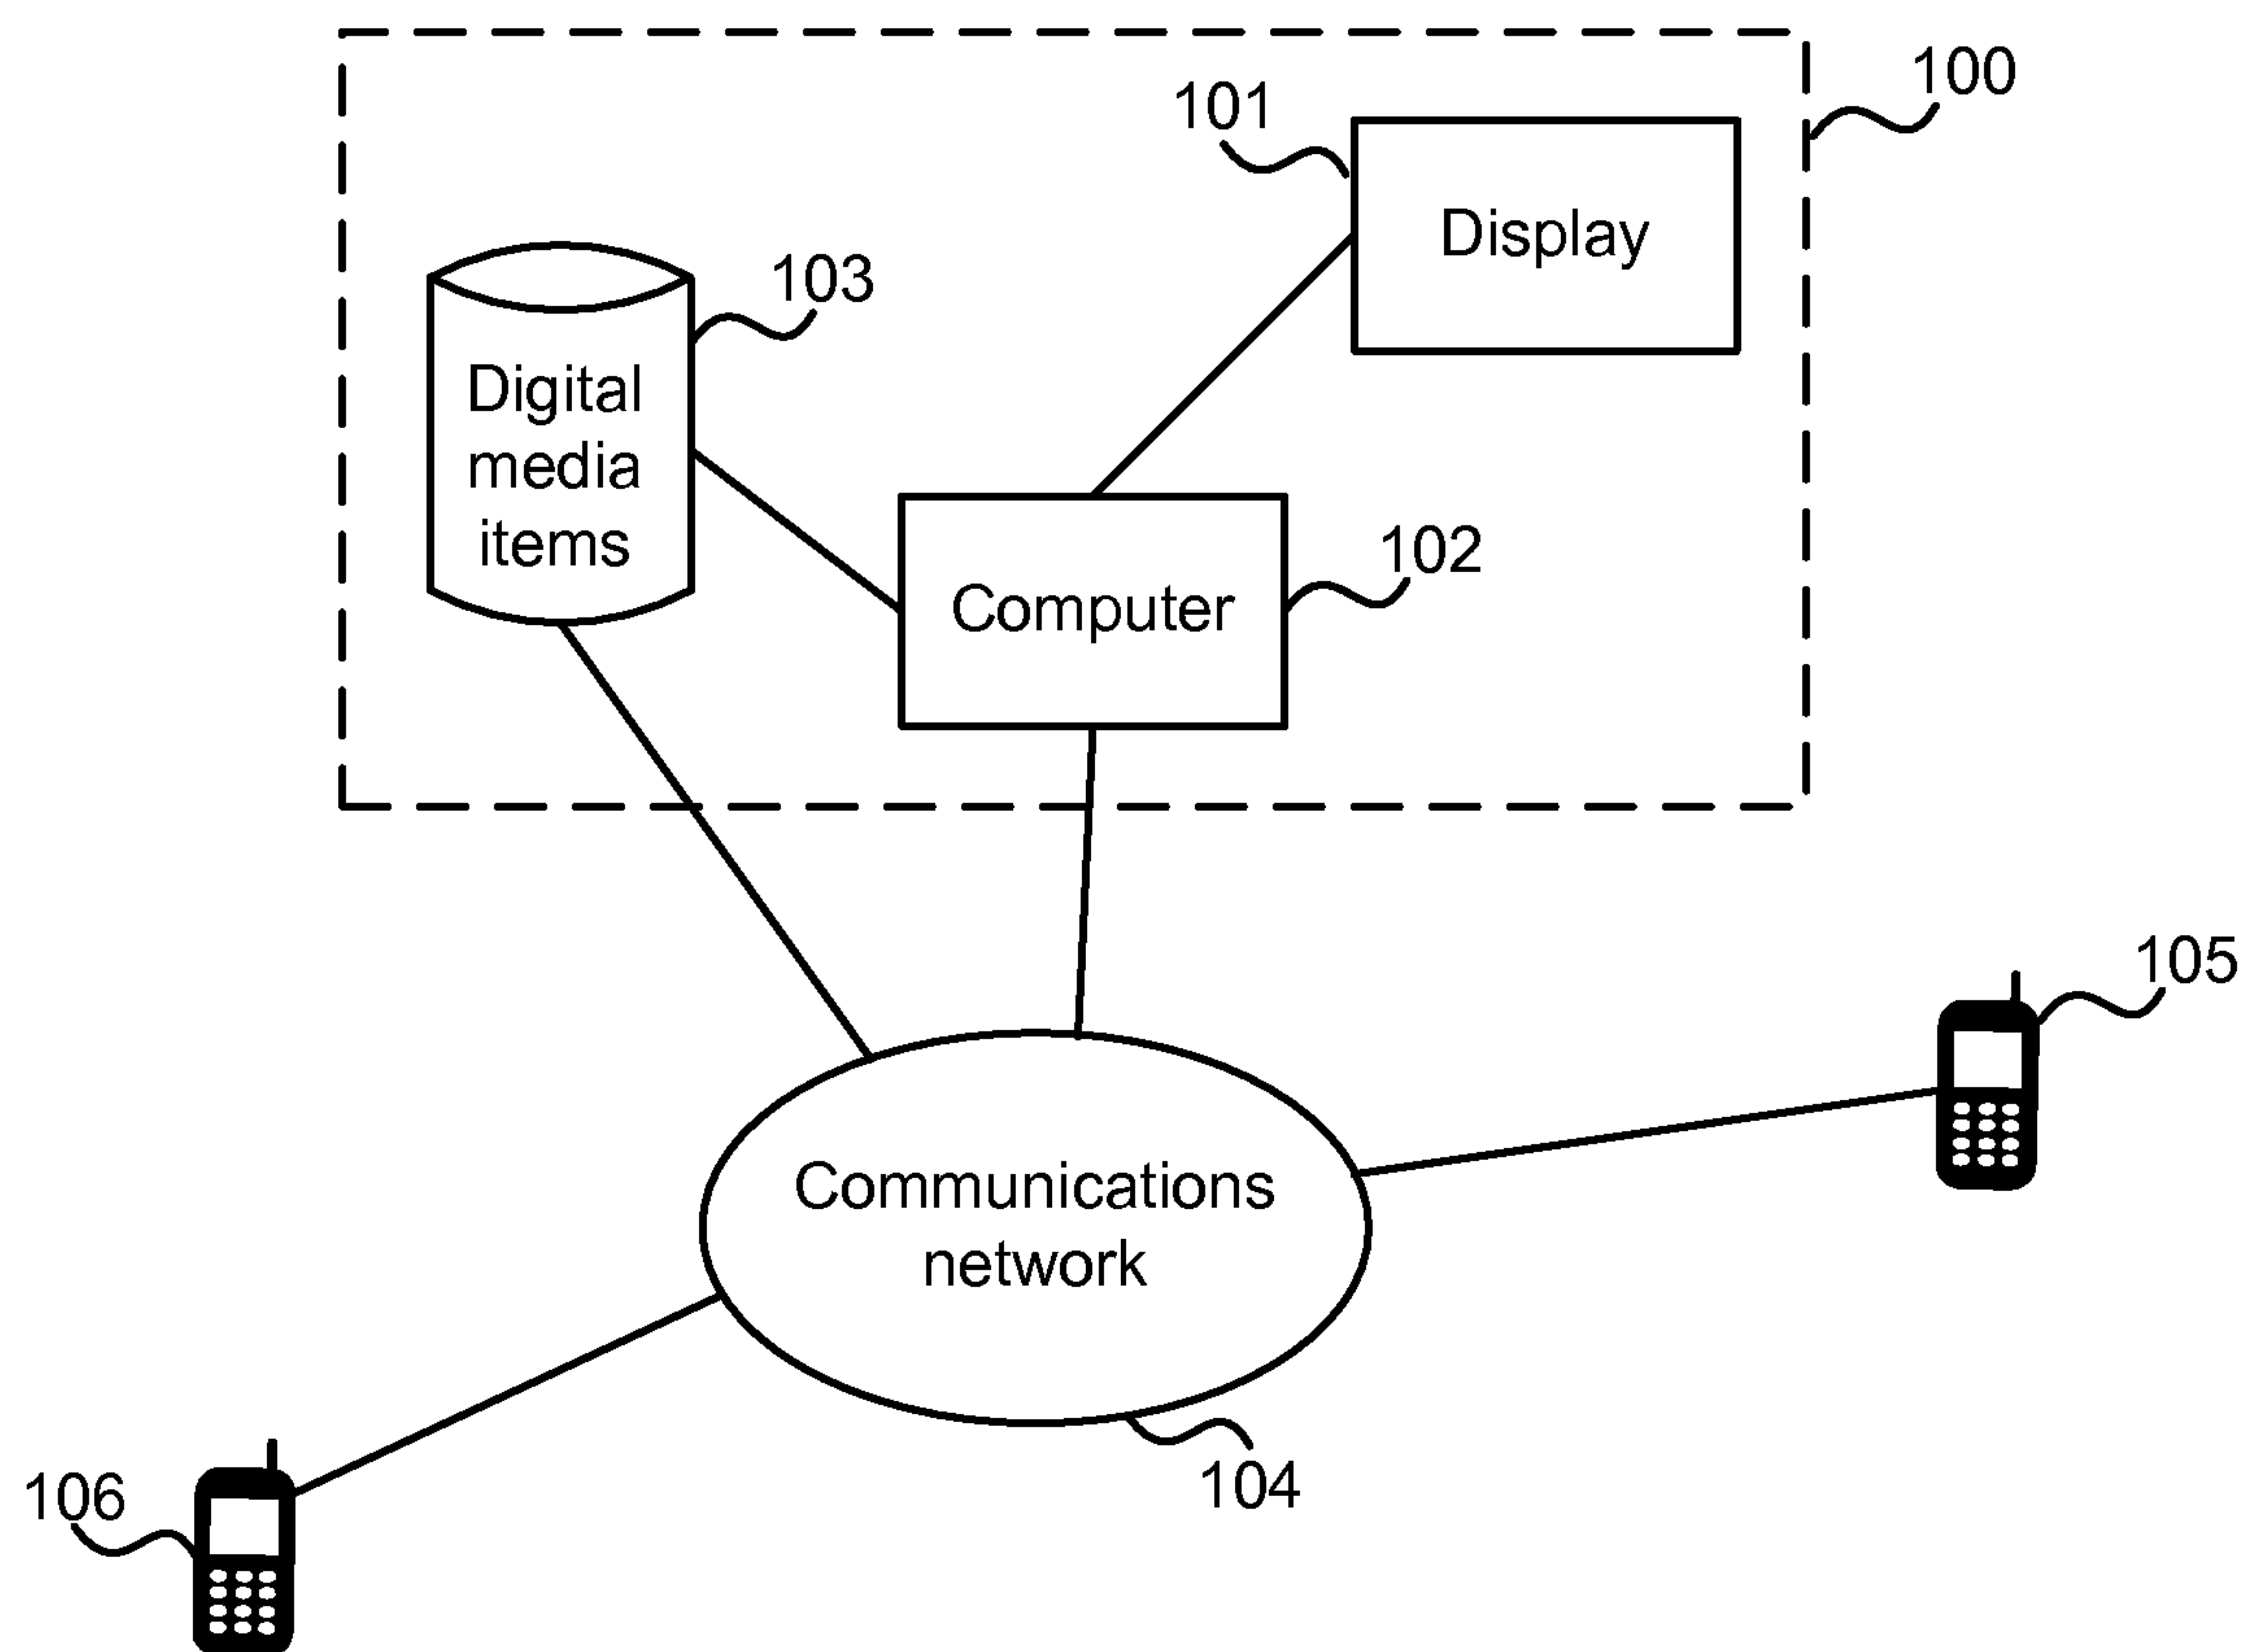 100
101
Display
103
Digital
media
items
102
Computer
105
Communications
network
104
106